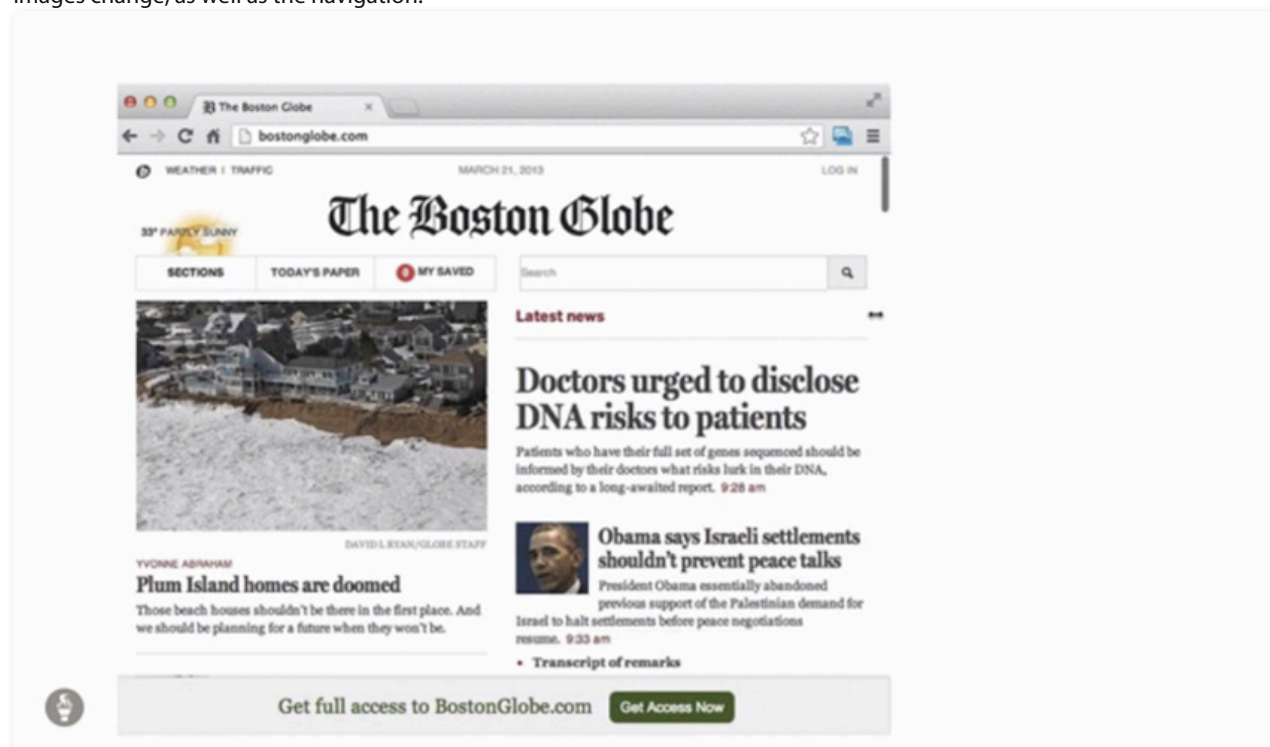 images change, as well as the navigation.
The Boston Globe
bostonglobe.com
WEATHER | TRAFFIC
MARCH 21, 2013
LOG IN
The Boston Globe
33° PARTLY SUNNY
SECTIONS
TODAY'S PAPER
MY SAVED
Search
Latest news
Doctors urged to disclose
DNA risks to patients
Patients who have their full set of genes sequenced should be
informed by their doctors what risks lurk in their DNA,
according to a long-awaited report. 9:28 am
DAVID L RYAN/GLOBE STAFF
YVONNE ABRAHAM
Plum Island homes are doomed
Those beach houses shouldn't be there in the first place. And
we should be planning for a future when they won't be.
Obama says Israeli settlements
shouldn't prevent peace talks
President Obama essentially abandoned
previous support of the Palestinian demand for
Israel to halt settlements before peace negotiations
resume. 9:33 am
• Transcript of remarks
Get full access to BostonGlobe.com
Get Access Now